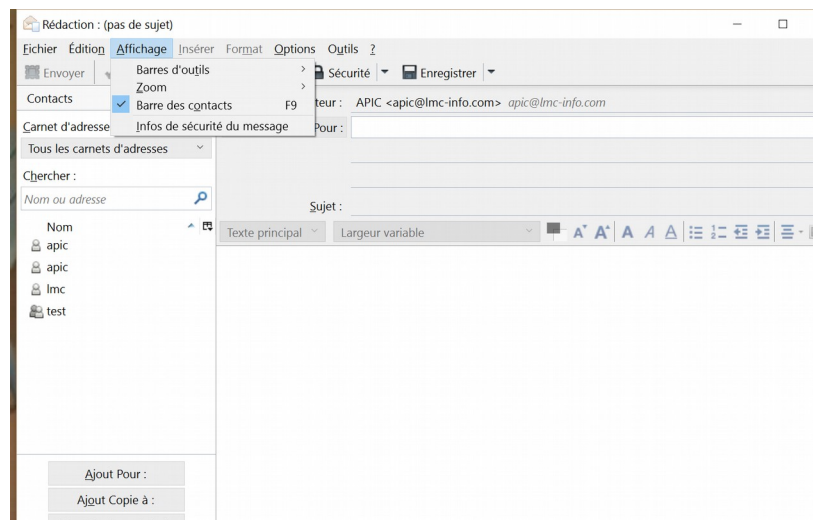 Rédaction : (pas de sujet)
Fichier Édition Affichage Insérer Format Options Outils ?
Envoyer Sécurité Enregistrer
Barres d'outils
Zoom
Barre des contacts F9
Infos de sécurité du message
Contacts
teur : APIC <apic@lmc-info.com> apic@lmc-info.com
Carnet d'adresse
Pour :
Tous les carnets d'adresses
Chercher :
Nom ou adresse
Sujet :
Nom
Texte principal Largeur variable
apic
apic
lmc
test
Ajout Pour :
Ajout Copie à :